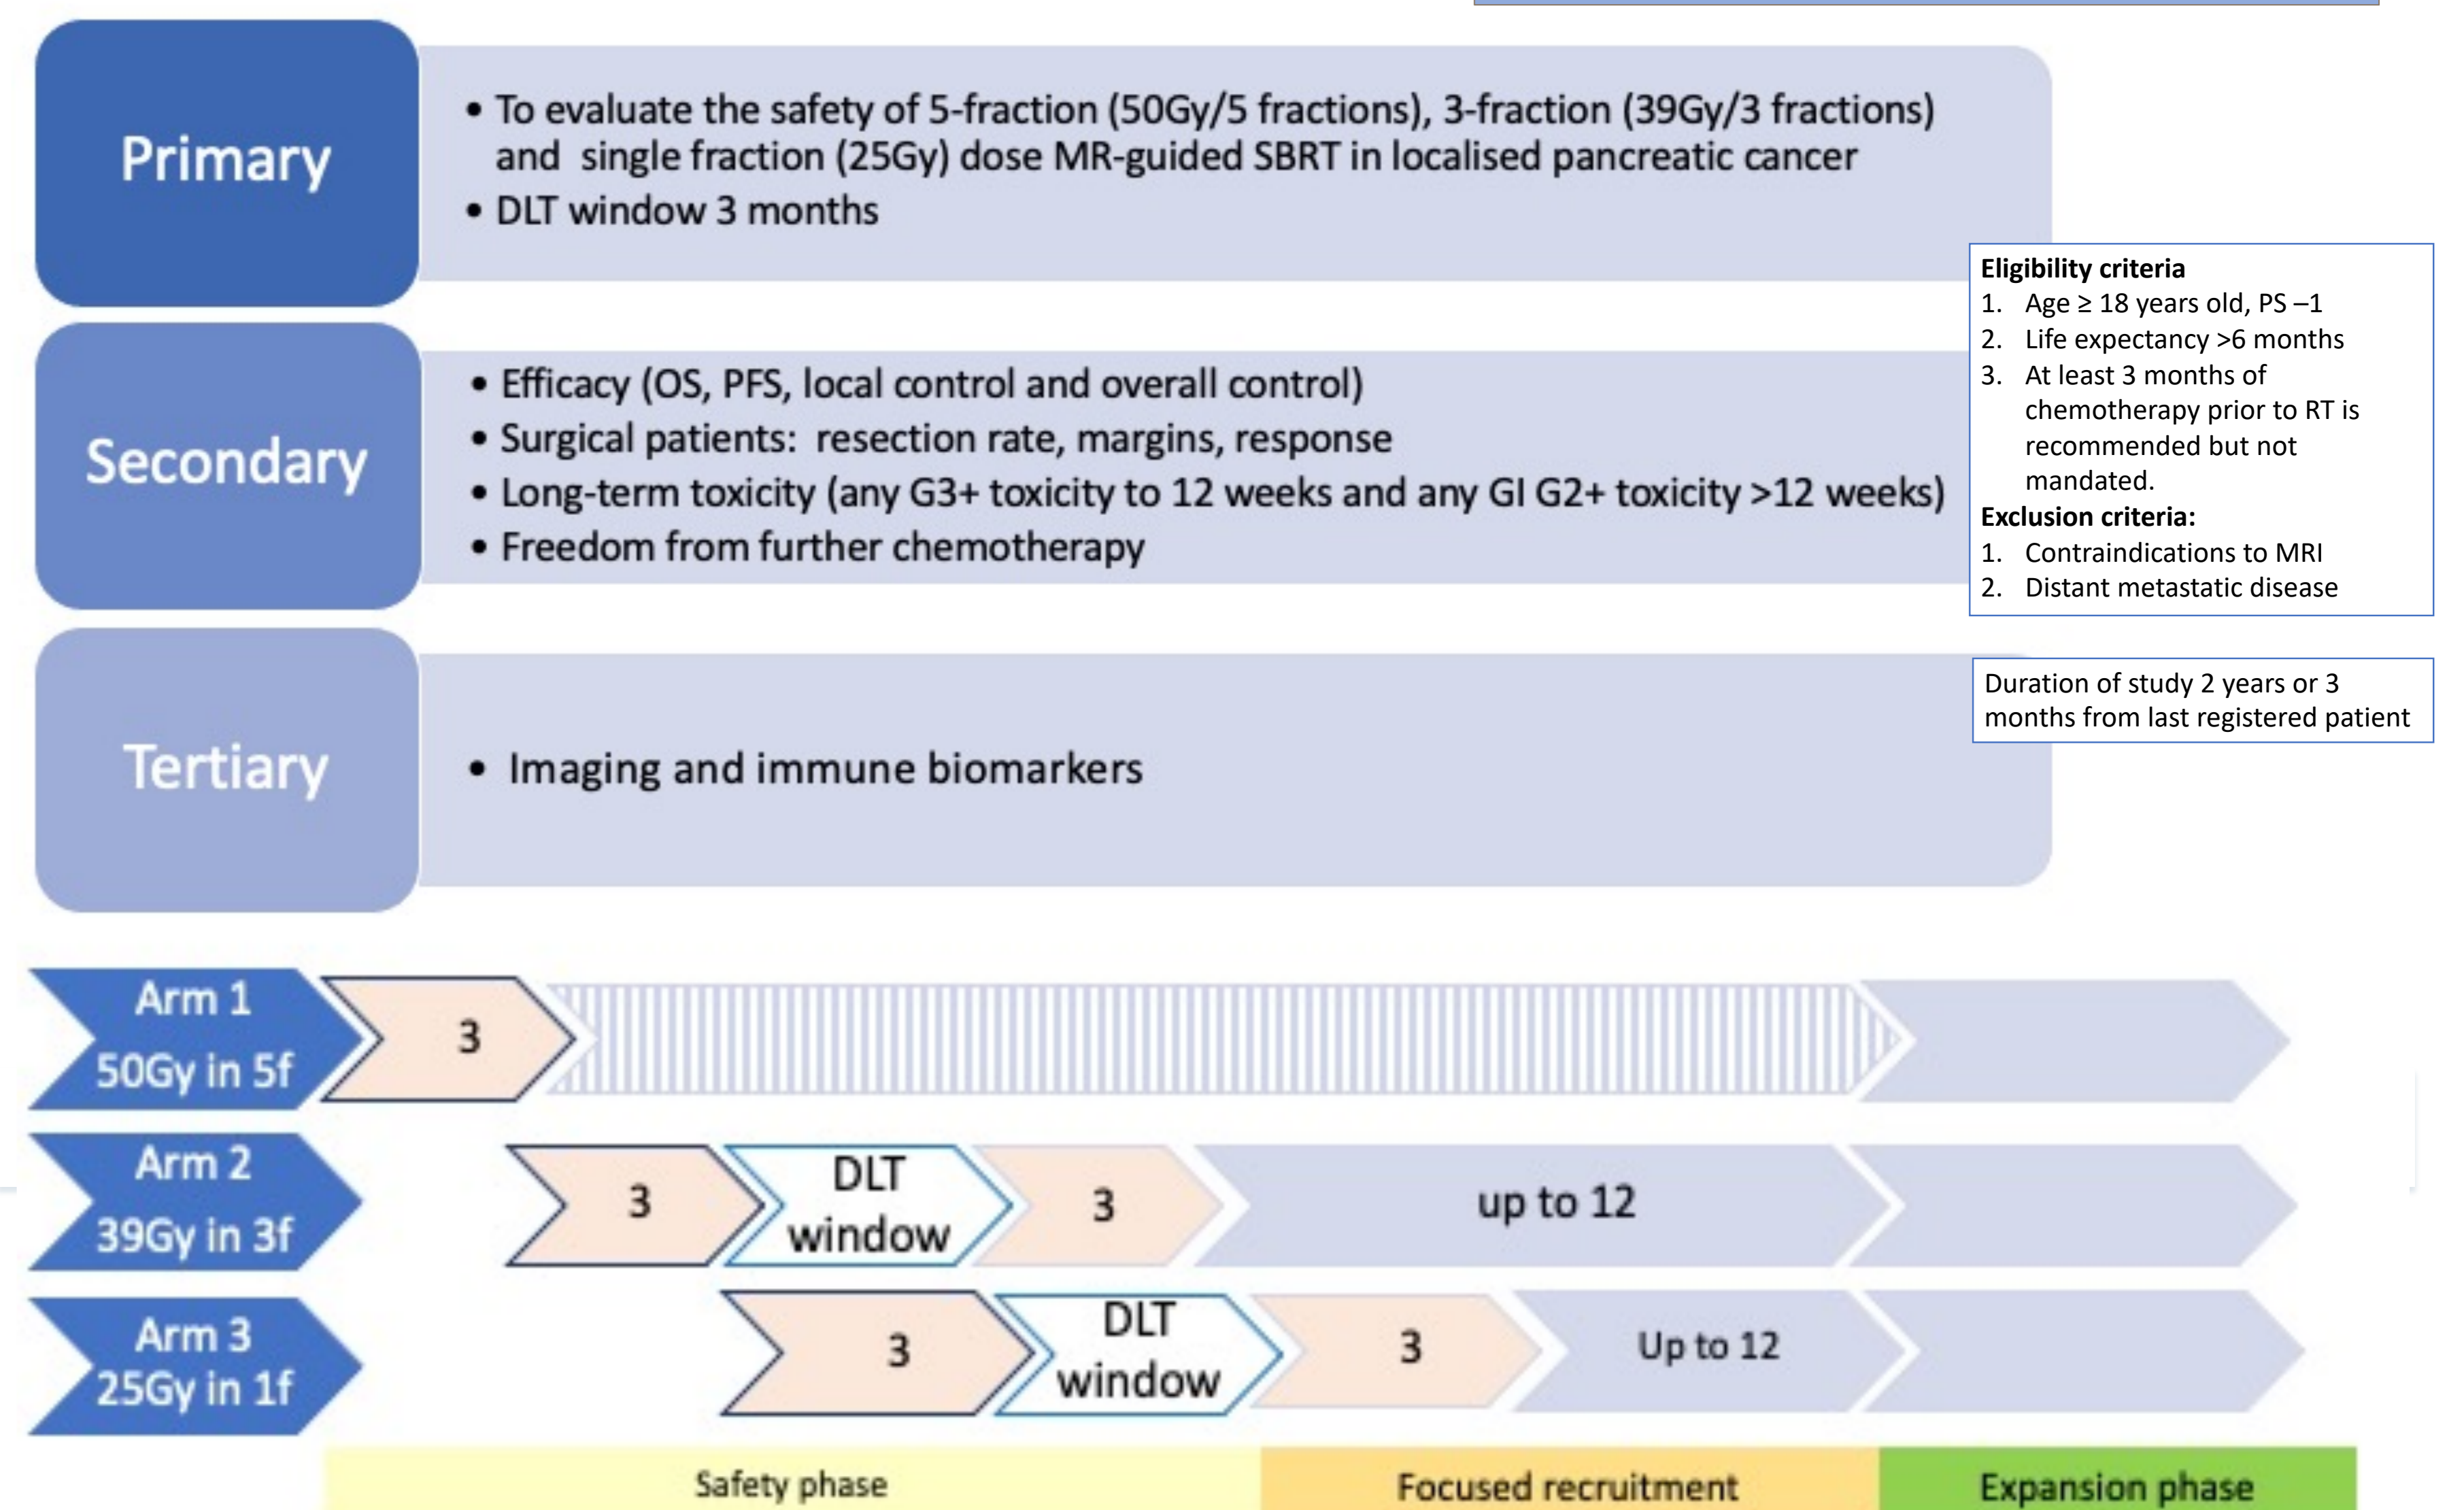 Primary
• To evaluate the safety of 5-fraction (50Gy/5 fractions), 3-fraction (39Gy/3 fractions)
and single fraction (25Gy) dose MR-guided SBRT in localised pancreatic cancer
• DLT window 3 months
Secondary
• Efficacy (OS, PFS, local control and overall control)
• Surgical patients: resection rate, margins, response
• Long-term toxicity (any G3+ toxicity to 12 weeks and any GI G2+ toxicity >12 weeks)
• Freedom from further chemotherapy
Eligibility criteria
1. Age ≥ 18 years old, PS –1
2. Life expectancy >6 months
3. At least 3 months of
chemotherapy prior to RT is
recommended but not
mandated.
Exclusion criteria:
1. Contraindications to MRI
2. Distant metastatic disease
Tertiary
• Imaging and immune biomarkers
Duration of study 2 years or 3
months from last registered patient
Arm 1
50Gy in 5f
3
Arm 2
39Gy in 3f
3
DLT
window
3
up to 12
Arm 3
25Gy in 1f
3
DLT
window
3
Up to 12
Safety phase
Focused recruitment
Expansion phase